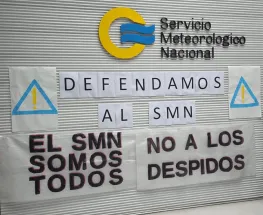 Servicio
Meteorológico
Nacional
DEFENDAMOS
AL SMN
EL SMN
SOMOS
TODOS
NO A LOS
DESPIDOS